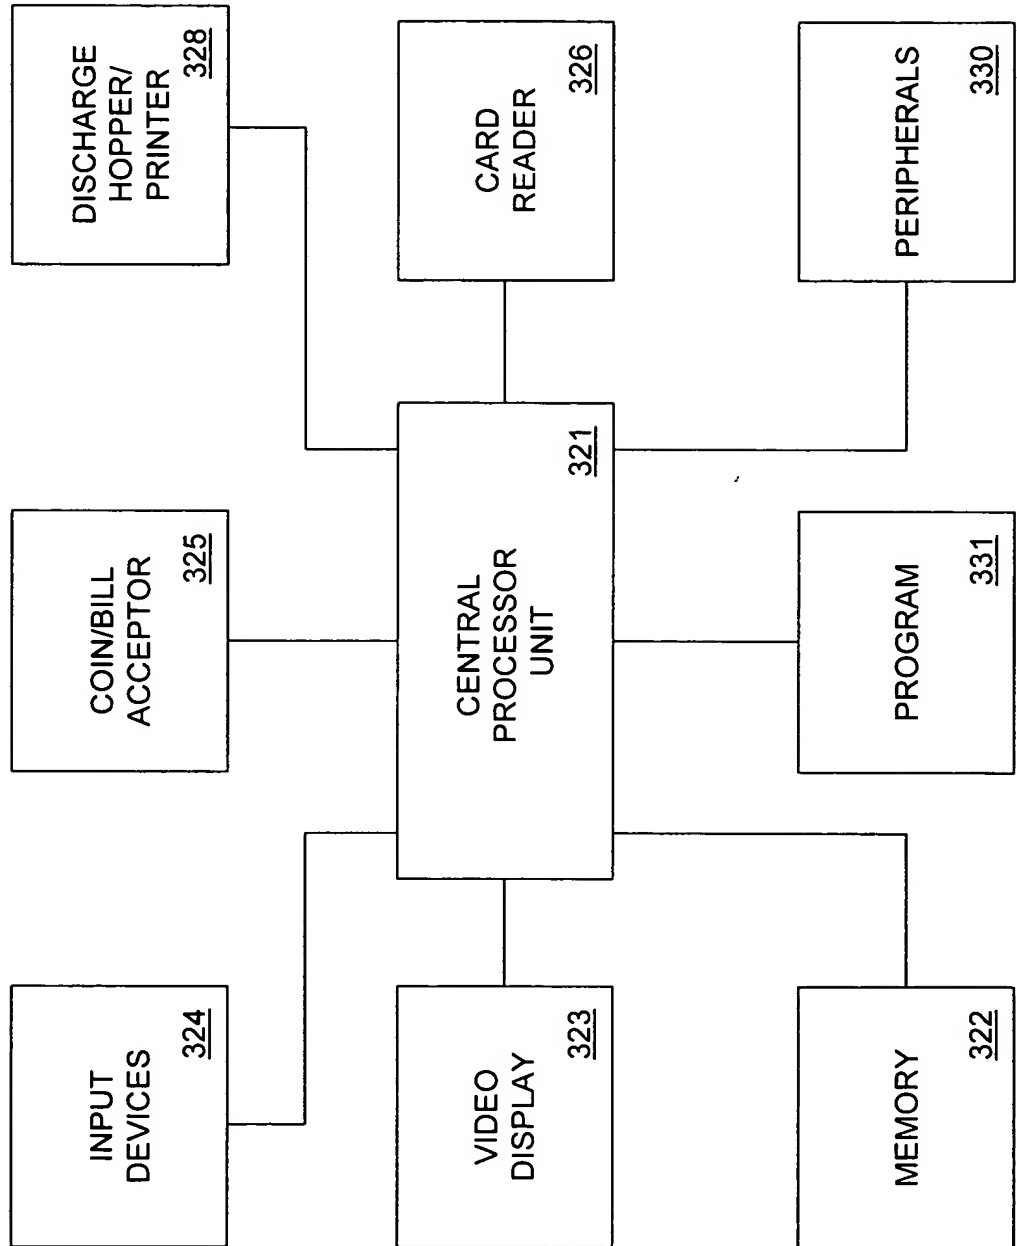 INPUT
DEVICES
324
COIN/BILL
ACCEPTOR
325
DISCHARGE
HOPPER/
PRINTER
328
VIDEO
DISPLAY
323
CENTRAL
PROCESSOR
UNIT
321
CARD
READER
326
MEMORY
322
PROGRAM
331
PERIPHERALS
330